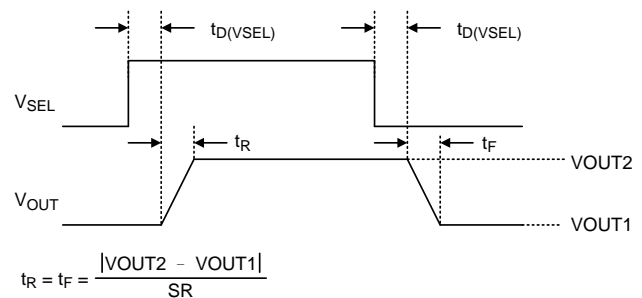 tD(VSEL) tD(VSEL)
VSEL
tR tF
VOUT2
VOUT
VOUT1
tR = tF = |VOUT2 - VOUT1|
SR